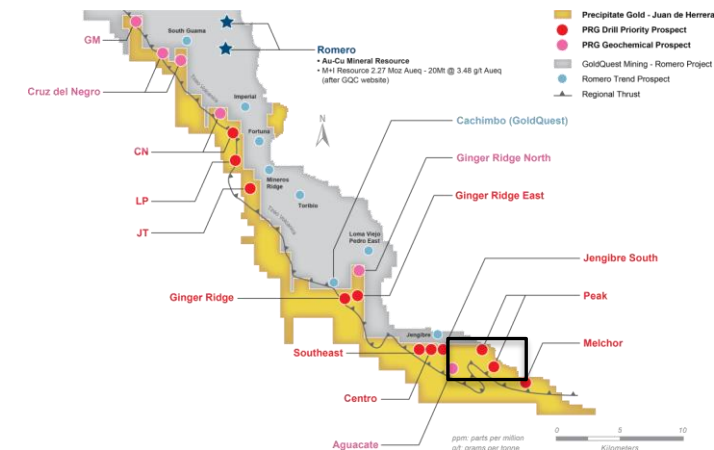 Precipitate Gold - Juan de Herrera
PRG Drill Priority Prospect
PRG Geochemical Prospect
GoldQuest Mining - Romero Project
Romero Trend Prospect
Regional Thrust
GM
South Guama
Romero
• Au-Cu Mineral Resource
• M+I Resource 2.27 Moz Aueq - 20Mt @ 3.48 g/t Aueq
(after GQC website)
Cruz del Negro
Imperial
N
Fortuna
Cachimbo (GoldQuest)
CN
Ginger Ridge North
Mineros
Ridge
LP
Toribio
Ginger Ridge East
JT
Loma Viejo
Pedro East
Jengibre South
Ginger Ridge
Peak
Jengibre
Melchor
Southeast
Centro
Aguacate
ppm: parts per million
g/t: grams per tonne
0 5 10
Kilometers